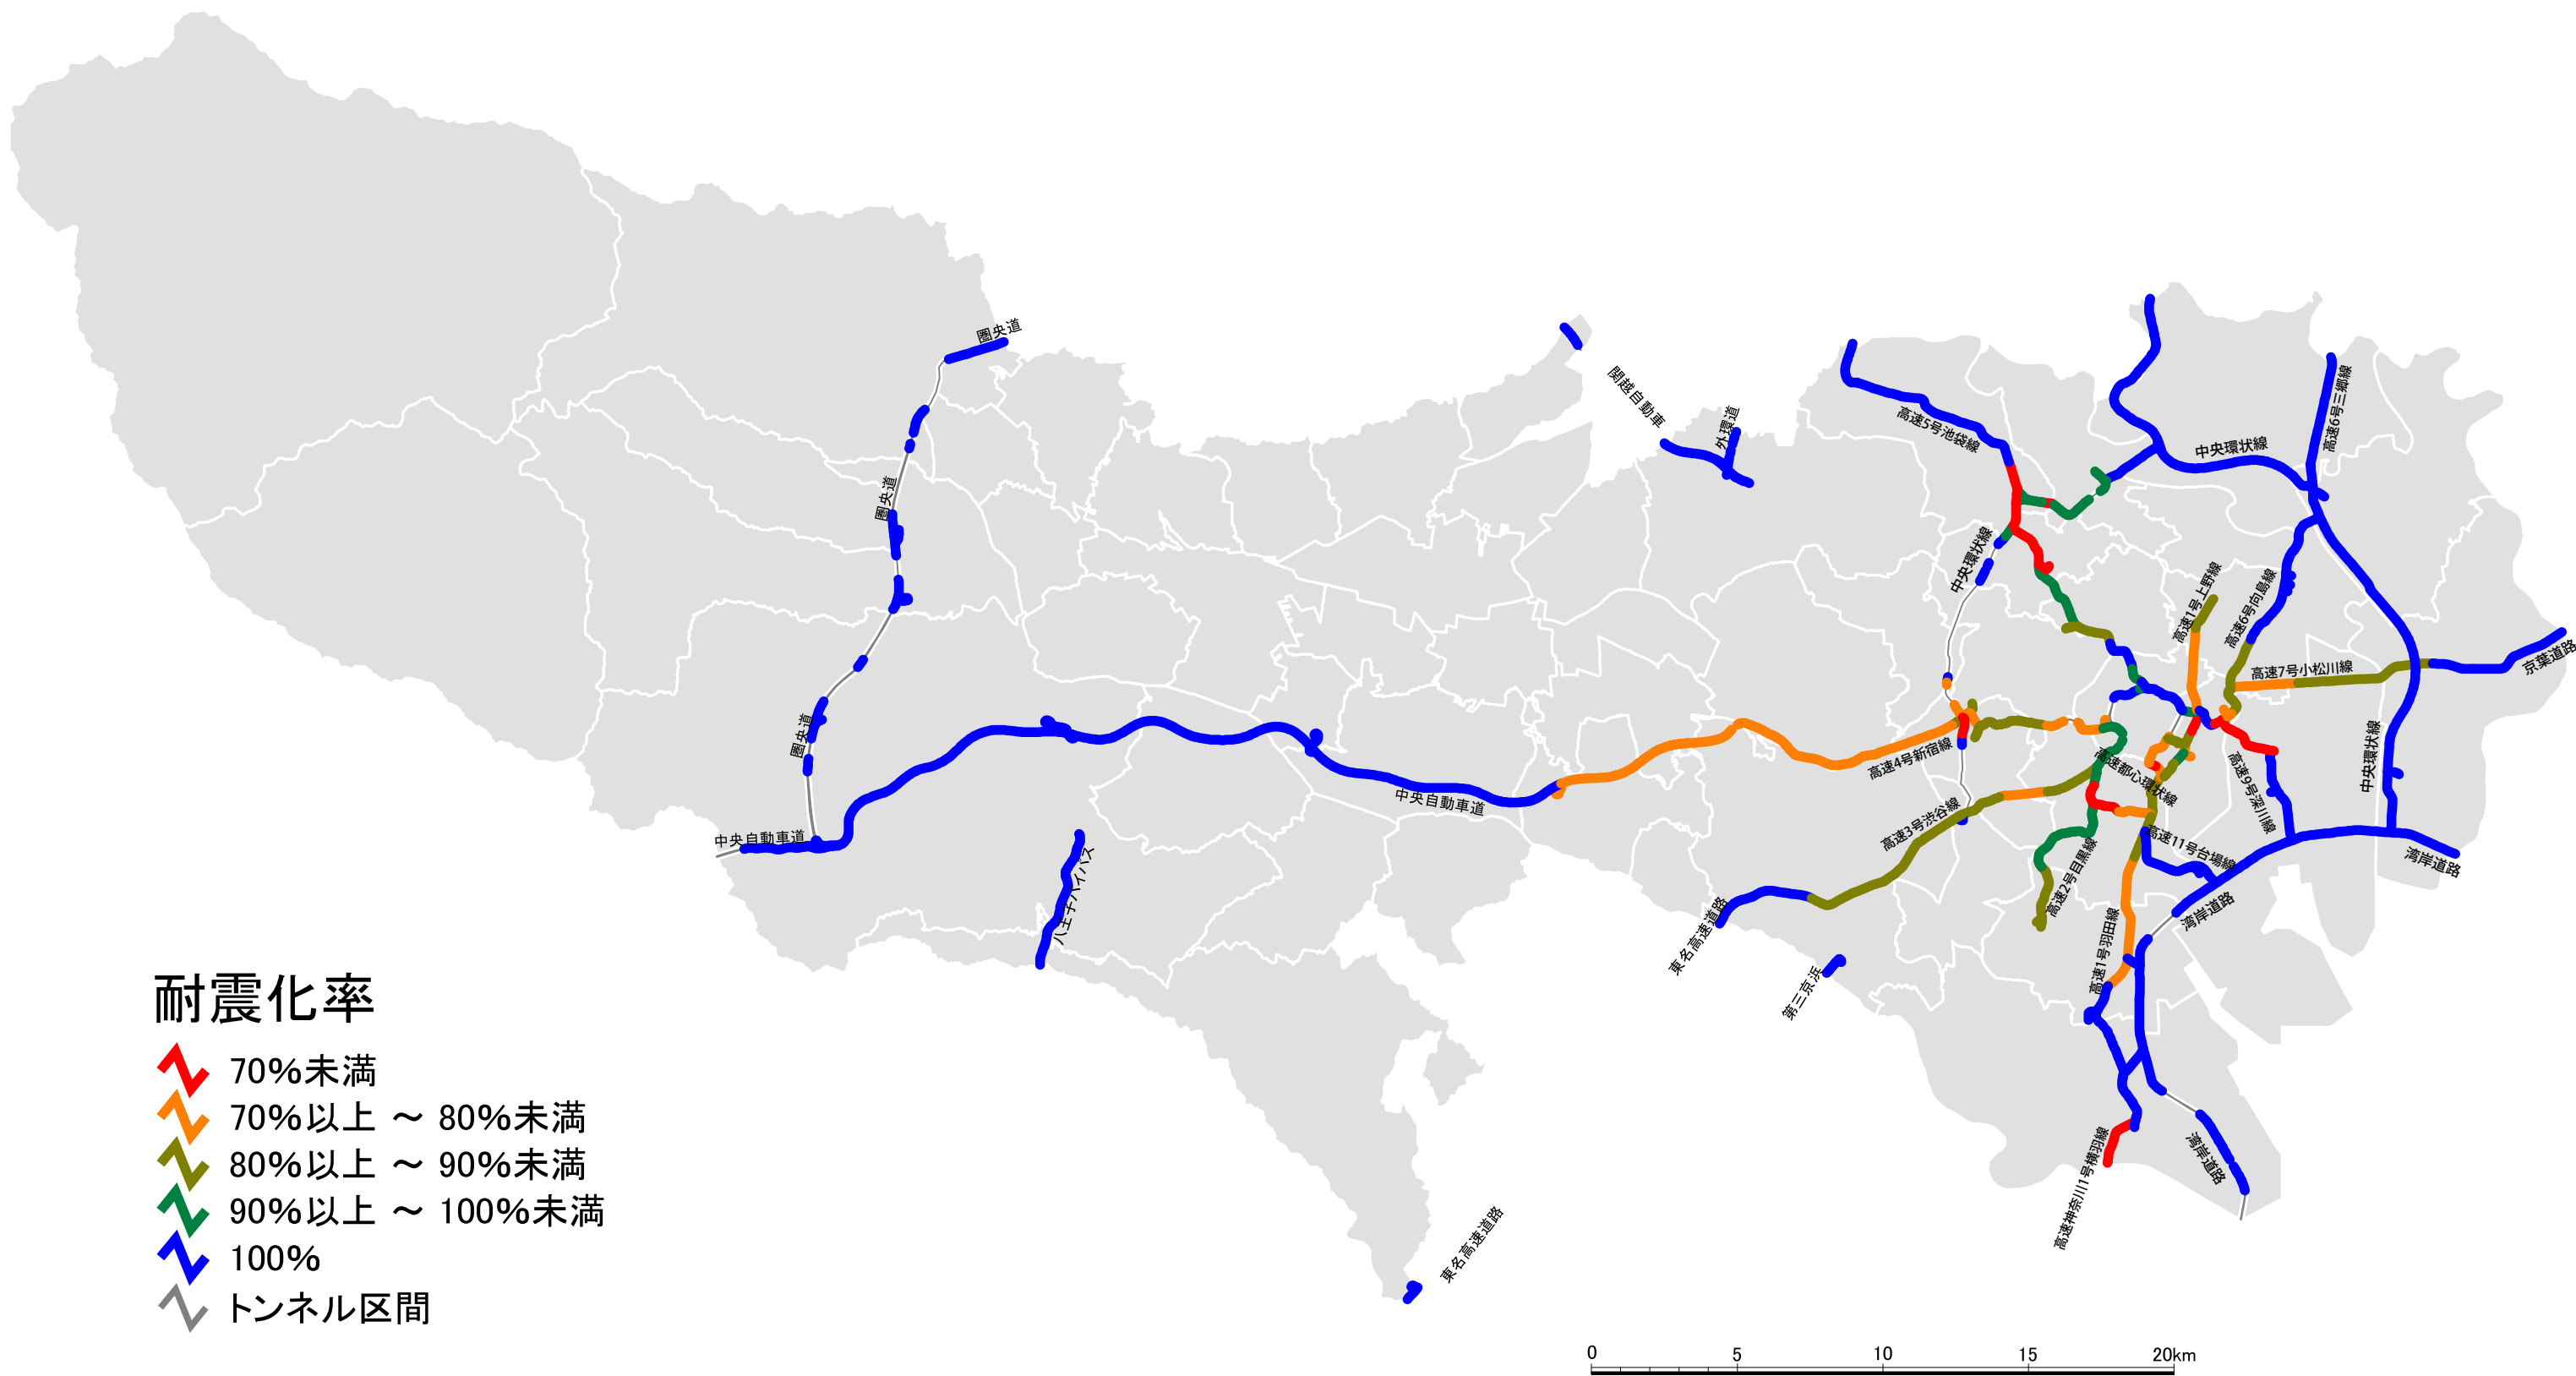 圏央道
関越自動車
外環道
高速5号池袋線
中央環状線
高速6号三郷線
圏央道
中央環状線
高速1号上野線
高速6号向島線
高速7号小松川線
京葉道路
圏央道
高速4号新宿線
高速都心環状線
高速9号深川線
中央環状線
中央自動車道
中央自動車道
高速3号渋谷線
高速11号台場線
湾岸道路
八王子バイパス
東名高速道路
高速2号目黒線
湾岸道路
高速1号羽田線
第三京浜
高速神奈川1号横羽線
湾岸道路
東名高速道路
耐震化率
70%未満
70%以上 ～ 80%未満
80%以上 ～ 90%未満
90%以上 ～ 100%未満
100%
トンネル区間
0 5 10 15 20km